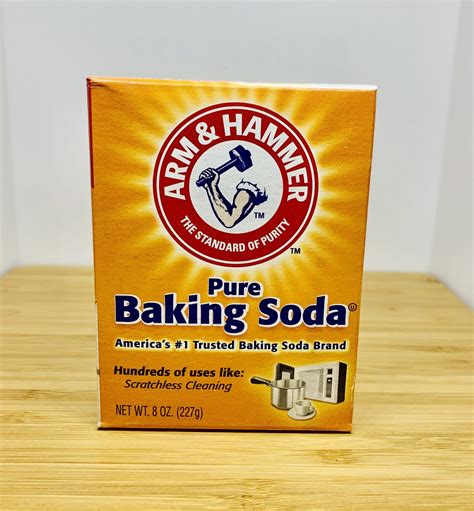 ARM & HAMMER
TM
THE STANDARD OF PURITY
TM
Pure
Baking Soda
America's #1 Trusted Baking Soda Brand
Hundreds of uses like:
Scratchless Cleaning
NET WT. 8 OZ. (227g)